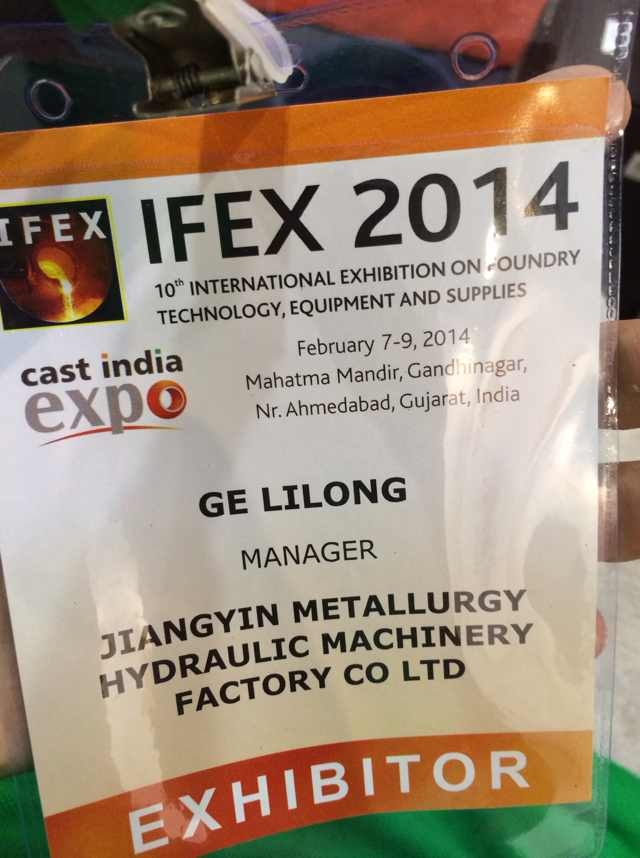 IFEX
IFEX 2014
10th INTERNATIONAL EXHIBITION ON FOUNDRY
TECHNOLOGY, EQUIPMENT AND SUPPLIES
cast india
expo
February 7-9, 2014
Mahatma Mandir, Gandhinagar,
Nr. Ahmedabad, Gujarat, India
GE LILONG
MANAGER
JIANGYIN METALLURGY
HYDRAULIC MACHINERY
FACTORY CO LTD
EXHIBITOR